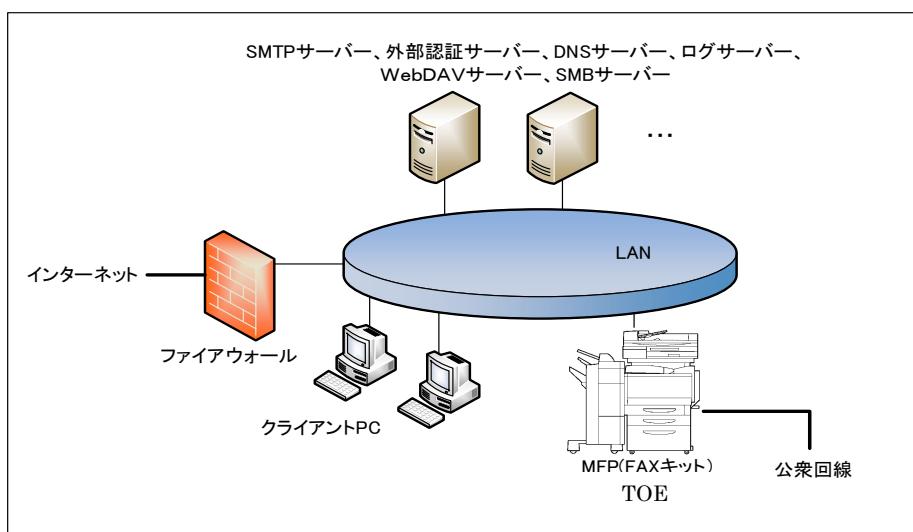 SMTPサーバー、外部認証サーバー、DNSサーバー、ログサーバー、
WebDAVサーバー、SMBサーバー
...
LAN
インターネット
ファイアウォール
クライアントPC
MFP(FAXキット)
TOE
公衆回線